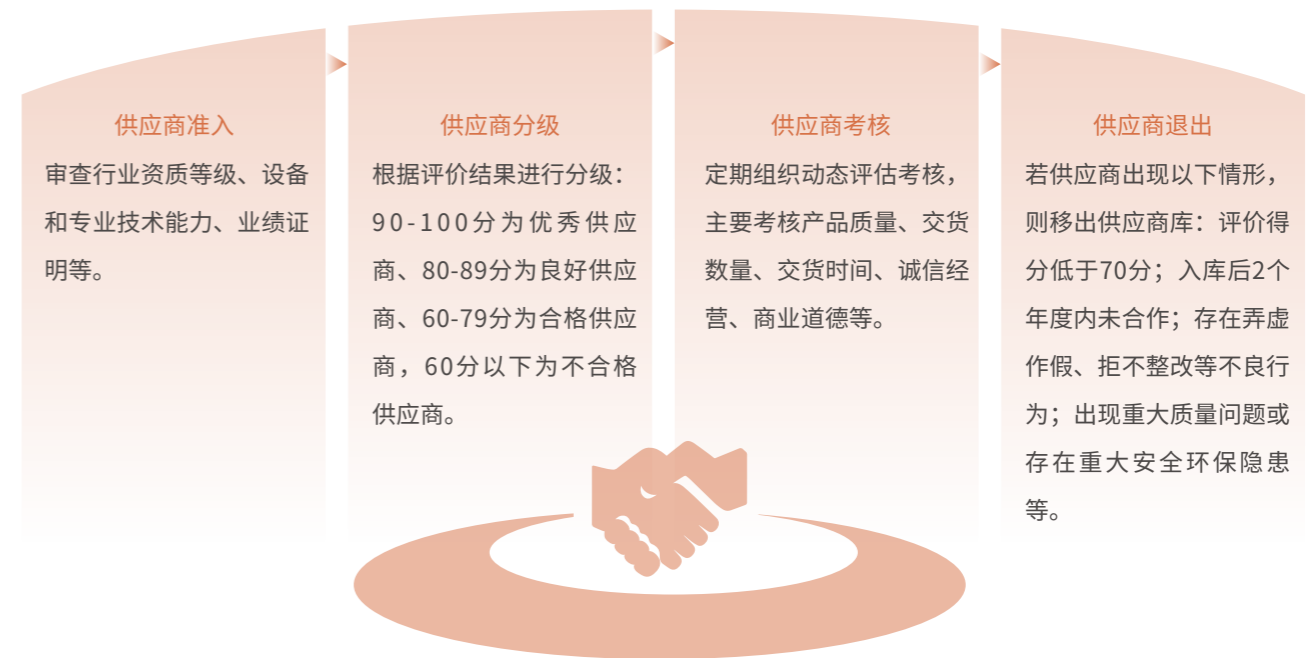 供应商准入
审查行业资质等级、设备
和专业技术能力、业绩证
明等。
供应商分级
根据评价结果进行分级：
90-100分为优秀供应
商、80-89分为良好供应
商、60-79分为合格供应
商，60分以下为不合格
供应商。
供应商考核
定期组织动态评估考核，
主要考核产品质量、交货
数量、交货时间、诚信经
营、商业道德等。
供应商退出
若供应商出现以下情形，
则移出供应商库：评价得
分低于70分；入库后2个
年度内未合作；存在弄虚
作假、拒不整改等不良行
为；出现重大质量问题或
存在重大安全环保隐患
等。